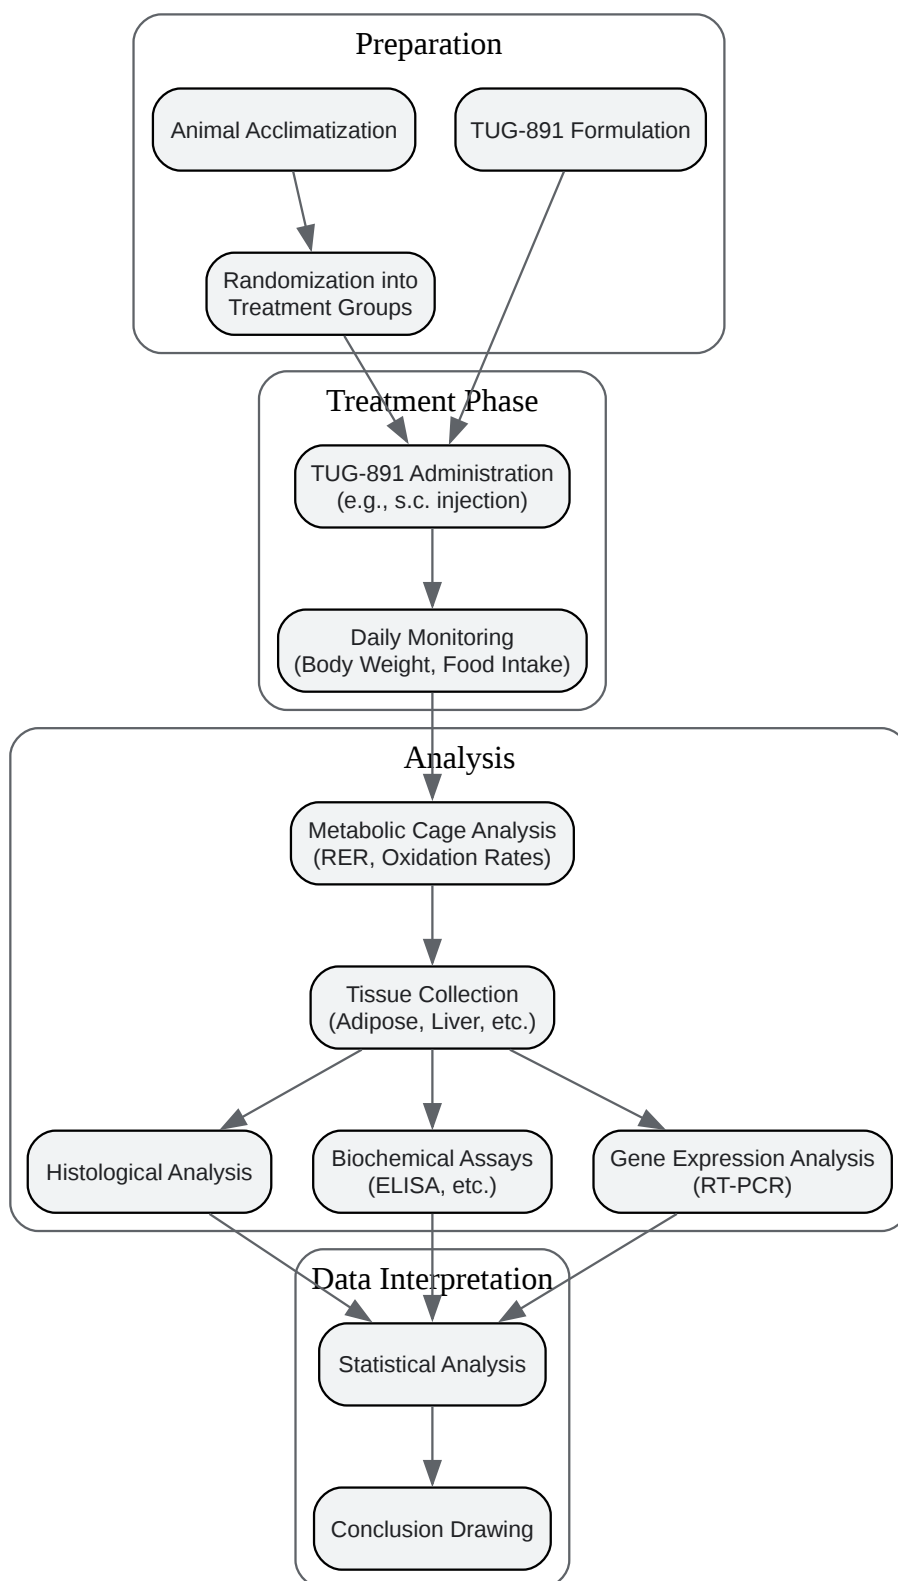 Preparation
Animal Acclimatization
TUG-891 Formulation
Randomization into
Treatment Groups
Treatment Phase
TUG-891 Administration
(e.g., s.c. injection)
Daily Monitoring
(Body Weight, Food Intake)
Analysis
Metabolic Cage Analysis
(RER, Oxidation Rates)
Tissue Collection
(Adipose, Liver, etc.)
Histological Analysis
Biochemical Assays
(ELISA, etc.)
Gene Expression Analysis
(RT-PCR)
Data Interpretation
Statistical Analysis
Conclusion Drawing